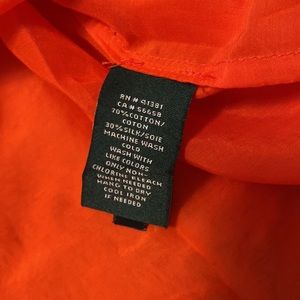 RN # 41381
CA # 56658
70%COTTON/
COTON
30%SILK/SOIE
MACHINE WASH
COLD
WASH WITH
LIKE COLORS
ONLY NON-
CHLORINE BLEACH
WHEN NEEDED
HANG TO DRY
COOL IRON
IF NEEDED